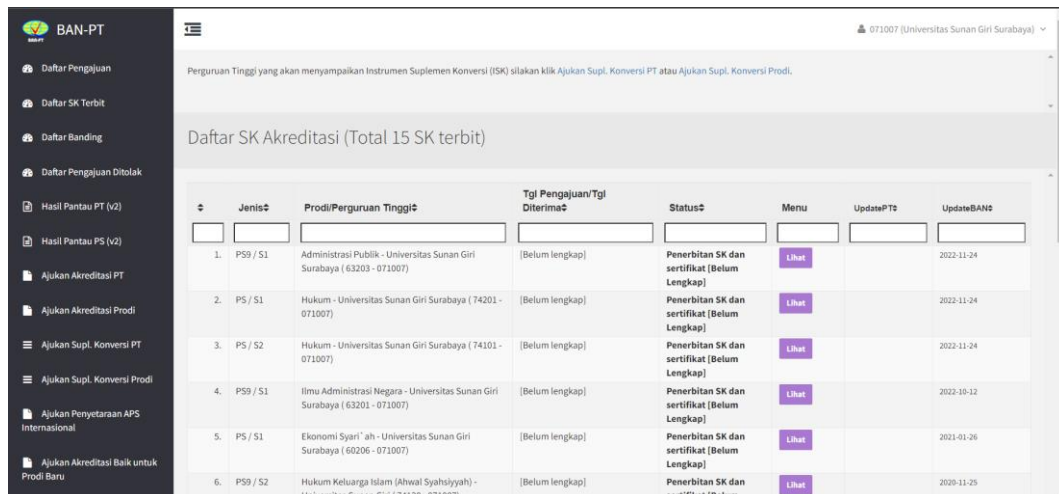 BAN-PT
071007 (Universitas Sunan Giri Surabaya)
Daftar Pengajuan
Daftar SK Terbit
Daftar Banding
Daftar Pengajuan Ditolak
Hasil Pantau PT (v2)
Hasil Pantau PS (v2)
Ajukan Akreditasi PT
Ajukan Akreditasi Prodi
Ajukan Supl. Konversi PT
Ajukan Supl. Konversi Prodi
Ajukan Penyetaraan APS
Internasional
Ajukan Akreditasi Baik untuk
Prodi Baru
Perguruan Tinggi yang akan menyampaikan Instrumen Suplemen Konversi (ISK) silakan klik Ajukan Supl. Konversi PT atau Ajukan Supl. Konversi Prodi.
Daftar SK Akreditasi (Total 15 SK terbit)
Jenis Prodi/Perguruan Tinggi Tgl Pengajuan/Tgl Diterima Status Menu UpdatePT UpdateBAN
1. PS9 / S1 Administrasi Publik - Universitas Sunan Giri [Belum lengkap] Penerbitan SK dan Lihat 2022-11-24
Surabaya ( 63203 - 071007) sertifikat [Belum
Lengkap]
2. PS / S1 Hukum - Universitas Sunan Giri Surabaya ( 74201 - [Belum lengkap] Penerbitan SK dan Lihat 2022-11-24
071007) sertifikat [Belum
Lengkap]
3. PS / S2 Hukum - Universitas Sunan Giri Surabaya ( 74101 - [Belum lengkap] Penerbitan SK dan Lihat 2022-11-24
071007) sertifikat [Belum
Lengkap]
4. PS9 / S1 Ilmu Administrasi Negara - Universitas Sunan Giri [Belum lengkap] Penerbitan SK dan Lihat 2022-10-12
Surabaya ( 63201 - 071007) sertifikat [Belum
Lengkap]
5. PS / S1 Ekonomi Syari`ah - Universitas Sunan Giri [Belum lengkap] Penerbitan SK dan Lihat 2021-01-26
Surabaya ( 60206 - 071007) sertifikat [Belum
Lengkap]
6. PS9 / S2 Hukum Keluarga Islam (Ahwal Syahsiyyah) - [Belum lengkap] Penerbitan SK dan Lihat 2020-11-25